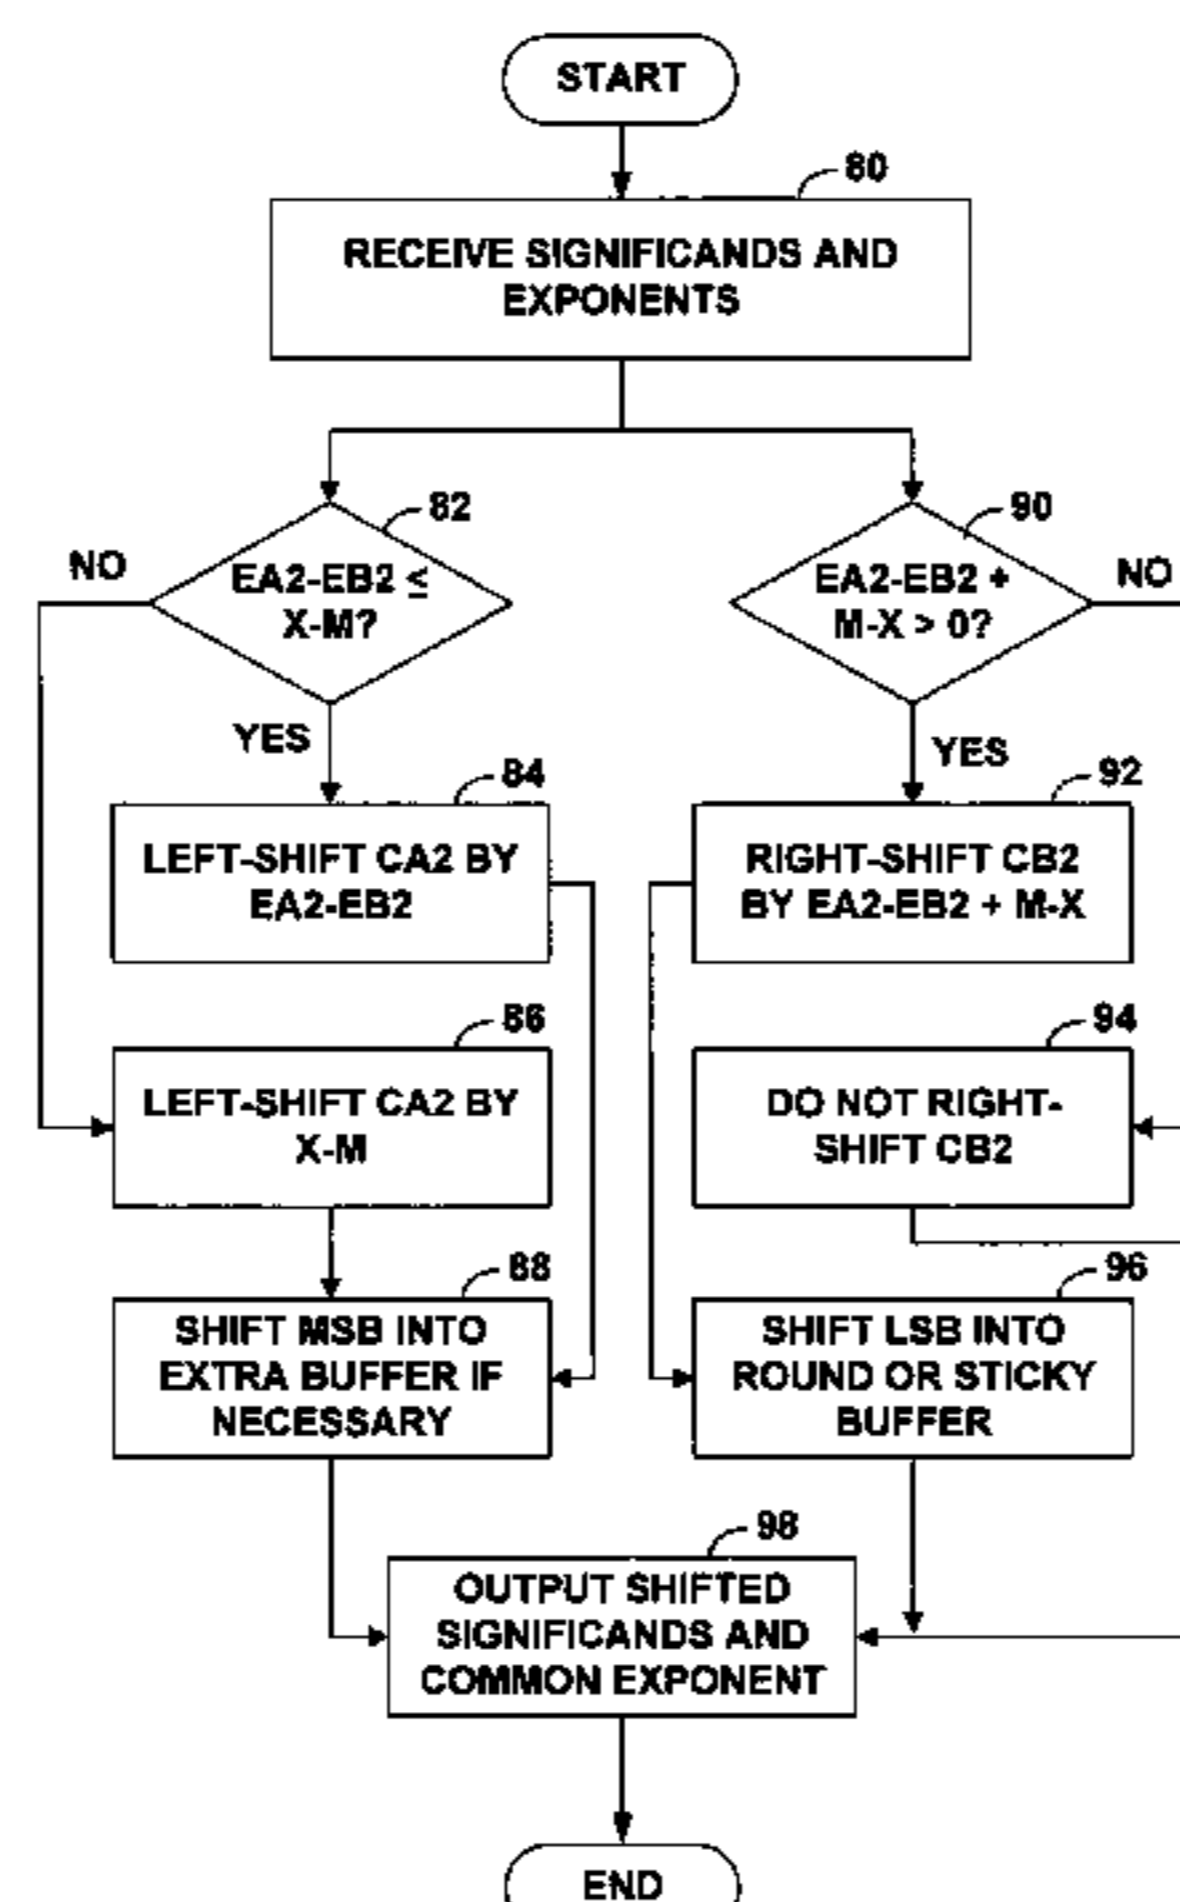 START
80
RECEIVE SIGNIFICANDS AND
EXPONENTS
82
NO
EA2-EB2 ≤
X-M?
YES
90
EA2-EB2 +
M-X > 0?
NO
YES
84
LEFT-SHIFT CA2 BY
EA2-EB2
92
RIGHT-SHIFT CB2
BY EA2-EB2 + M-X
86
LEFT-SHIFT CA2 BY
X-M
94
DO NOT RIGHT-
SHIFT CB2
88
SHIFT MSB INTO
EXTRA BUFFER IF
NECESSARY
96
SHIFT LSB INTO
ROUND OR STICKY
BUFFER
98
OUTPUT SHIFTED
SIGNIFICANDS AND
COMMON EXPONENT
END